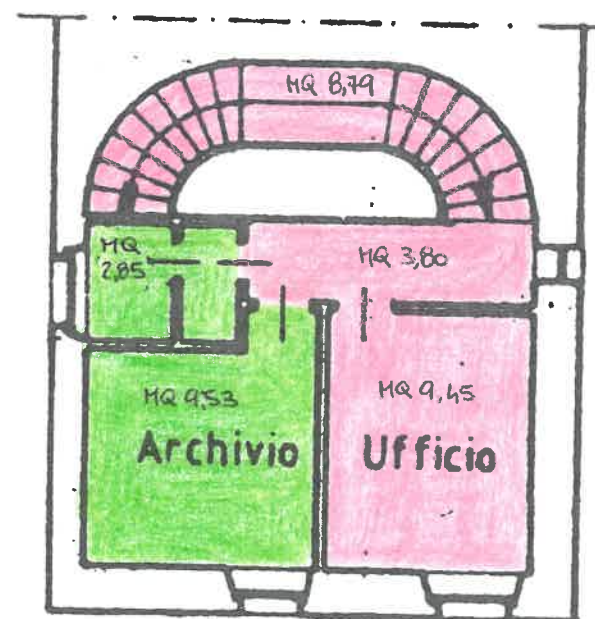 MQ 8,79
MQ
2,85
MQ 3,80
MQ 9,53
MQ 9,45
Archivio
Ufficio